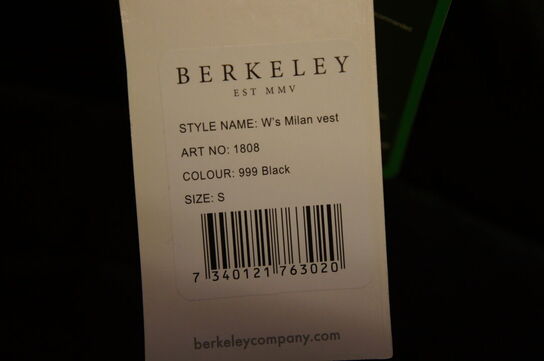 BERKELEY
EST MMV
STYLE NAME: W's Milan vest
ART NO: 1808
COLOUR: 999 Black
SIZE: S
7 340121 763020
berkeleycompany.com